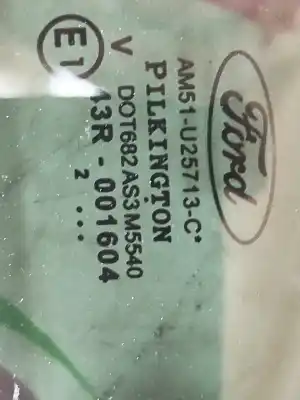 Ford
AM51-U25713-C*
PILKINGTON
DOT682AS3M5540
V
E1
43R - 001604
2 ...